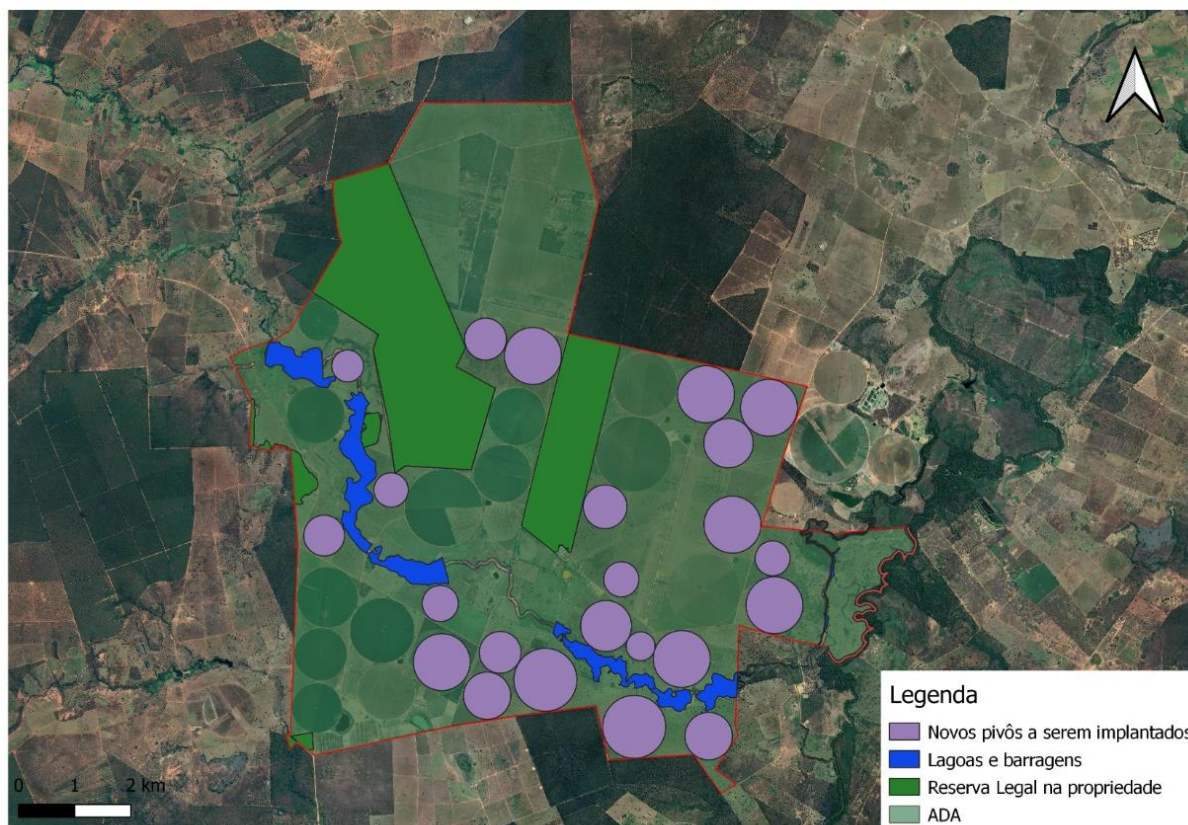 0 1 2 km
Legenda
Novos pivôs a serem implantados
Lagoas e barragens
Reserva Legal na propriedade
ADA